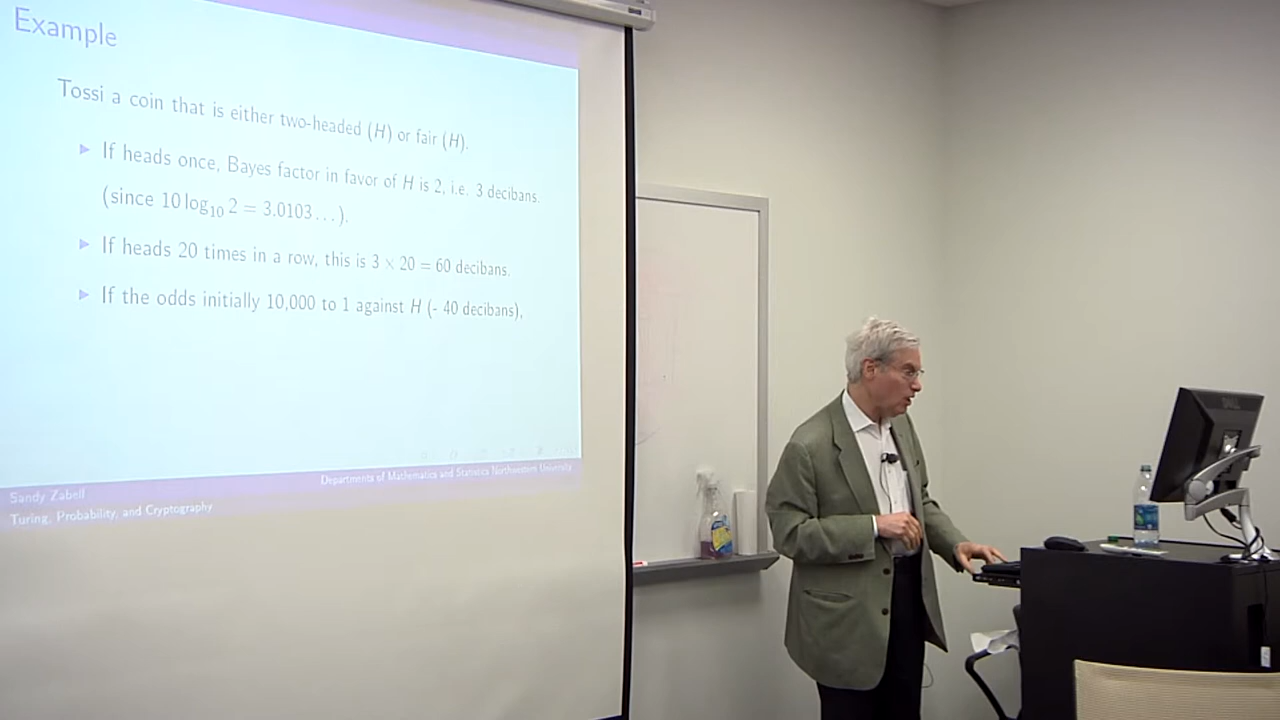 Example
Tossi a coin that is either two-headed (H) or fair (H).
If heads once, Bayes factor in favor of H is 2, i.e. 3 decibans.
(since 10 log₁₀ 2 = 3.0103...).
If heads 20 times in a row, this is 3 × 20 = 60 decibans.
If the odds initially 10,000 to 1 against H (- 40 decibans),
Sandy Zabell
Departments of Mathematics and Statistics Northwestern University
Turing, Probability, and Cryptography
DELL